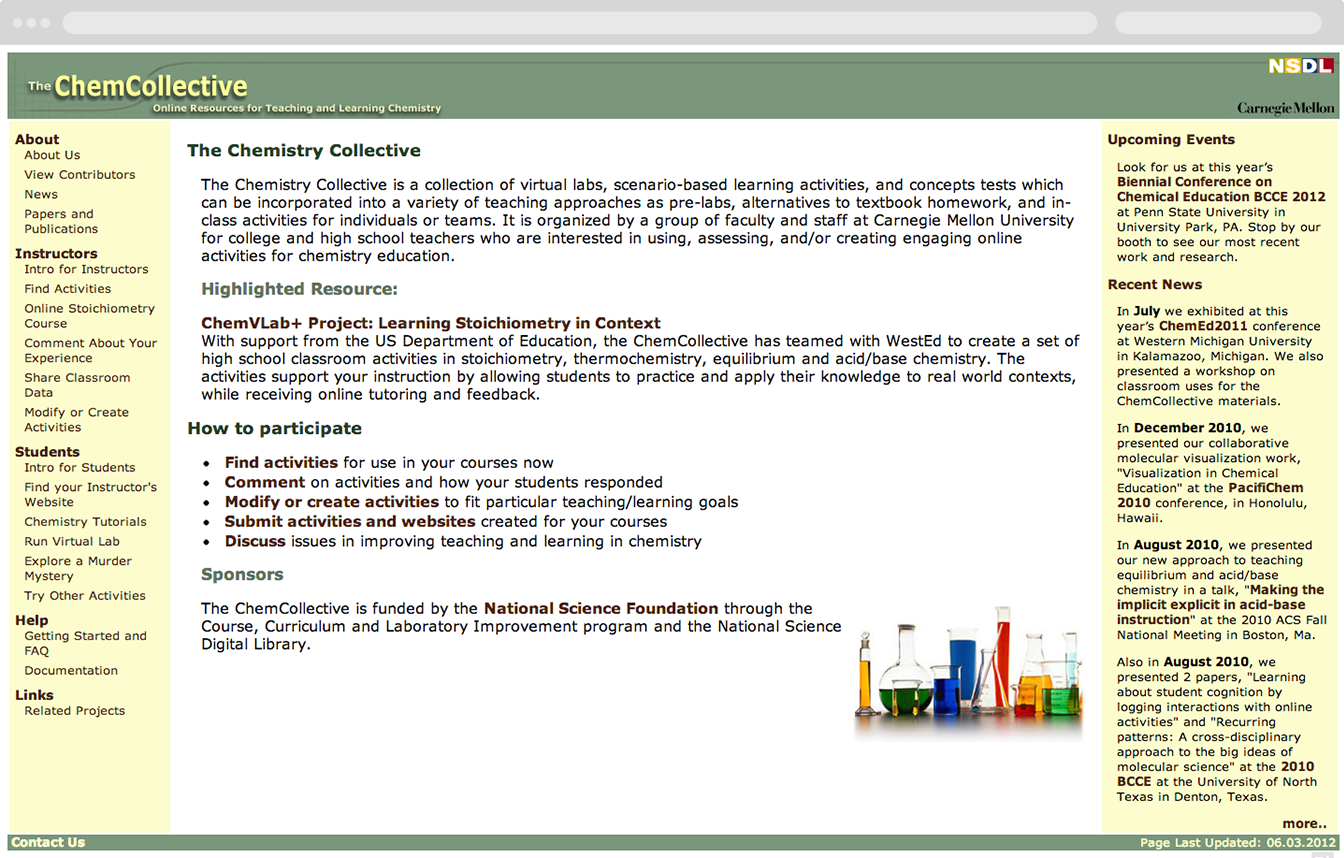 The ChemCollective
Online Resources for Teaching and Learning Chemistry
NSDL
Carnegie Mellon
About
About Us
View Contributors
News
Papers and
Publications
Instructors
Intro for Instructors
Find Activities
Online Stoichiometry
Course
Comment About Your
Experience
Share Classroom
Data
Modify or Create
Activities
Students
Intro for Students
Find your Instructor's
Website
Chemistry Tutorials
Run Virtual Lab
Explore a Murder
Mystery
Try Other Activities
Help
Getting Started and
FAQ
Documentation
Links
Related Projects
The Chemistry Collective
The Chemistry Collective is a collection of virtual labs, scenario-based learning activities, and concepts tests which
can be incorporated into a variety of teaching approaches as pre-labs, alternatives to textbook homework, and in-
class activities for individuals or teams. It is organized by a group of faculty and staff at Carnegie Mellon University
for college and high school teachers who are interested in using, assessing, and/or creating engaging online
activities for chemistry education.
Highlighted Resource:
ChemVLab+ Project: Learning Stoichiometry in Context
With support from the US Department of Education, the ChemCollective has teamed with WestEd to create a set of
high school classroom activities in stoichiometry, thermochemistry, equilibrium and acid/base chemistry. The
activities support your instruction by allowing students to practice and apply their knowledge to real world contexts,
while receiving online tutoring and feedback.
How to participate
• Find activities for use in your courses now
• Comment on activities and how your students responded
• Modify or create activities to fit particular teaching/learning goals
• Submit activities and websites created for your courses
• Discuss issues in improving teaching and learning in chemistry
Sponsors
The ChemCollective is funded by the National Science Foundation through the
Course, Curriculum and Laboratory Improvement program and the National Science
Digital Library.
Upcoming Events
Look for us at this year's
Biennial Conference on
Chemical Education BCCE 2012
at Penn State University in
University Park, PA. Stop by our
booth to see our most recent
work and research.
Recent News
In July we exhibited at this
year's ChemEd2011 conference
at Western Michigan University
in Kalamazoo, Michigan. We also
presented a workshop on
classroom uses for the
ChemCollective materials.
In December 2010, we
presented our collaborative
molecular visualization work,
"Visualization in Chemical
Education" at the PacifiChem
2010 conference, in Honolulu,
Hawaii.
In August 2010, we presented
our new approach to teaching
equilibrium and acid/base
chemistry in a talk, "Making the
implicit explicit in acid-base
instruction" at the 2010 ACS Fall
National Meeting in Boston, Ma.
Also in August 2010, we
presented 2 papers, "Learning
about student cognition by
logging interactions with online
activities" and "Recurring
patterns: A cross-disciplinary
approach to the big ideas of
molecular science" at the 2010
BCCE at the University of North
Texas in Denton, Texas.
more..
Contact Us
Page Last Updated: 06.03.2012